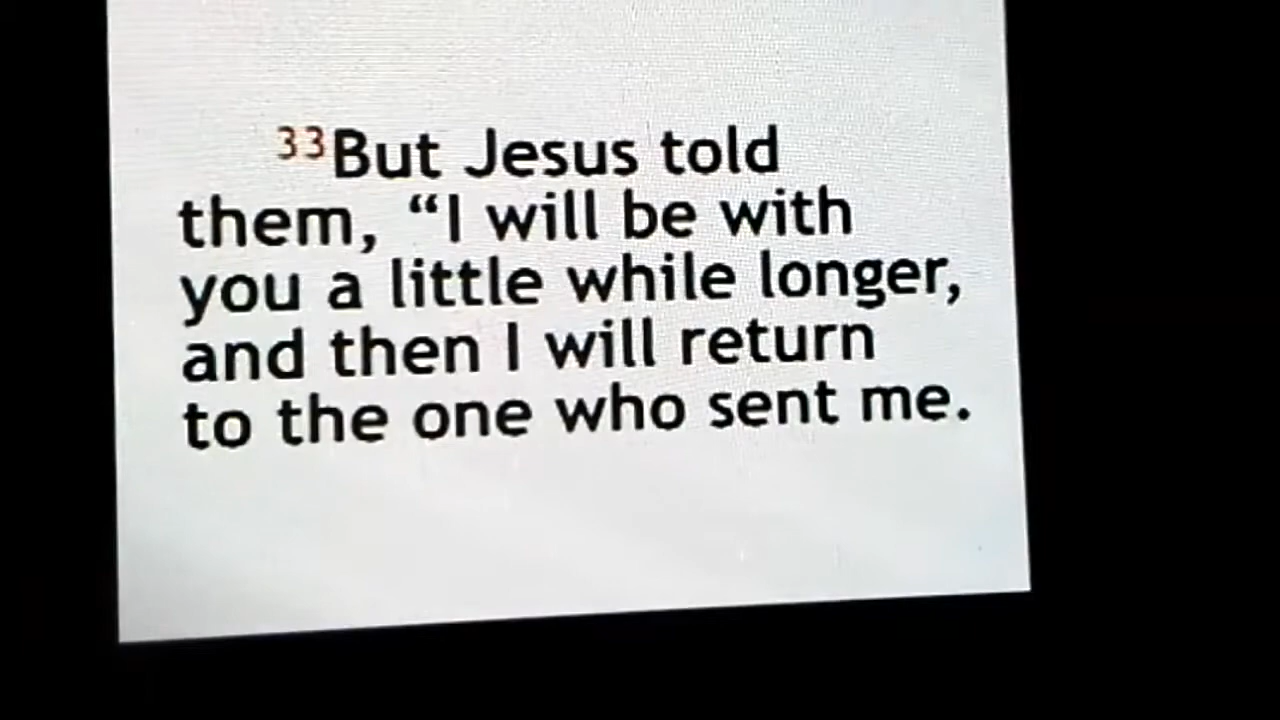 33But Jesus told
them, “I will be with
you a little while longer,
and then I will return
to the one who sent me.